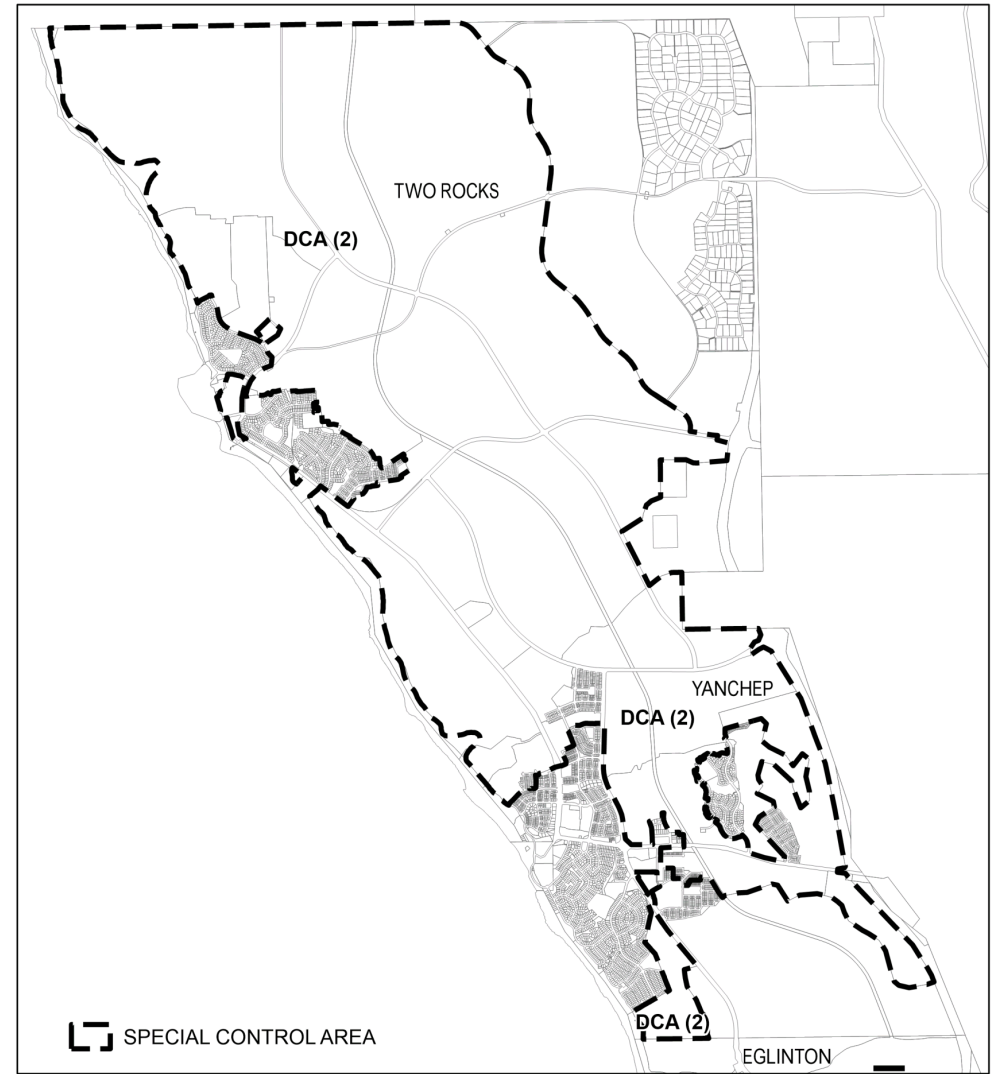 TWO ROCKS
DCA (2)
YANCHEP
DCA (2)
DCA (2)
SPECIAL CONTROL AREA
EGLINTON